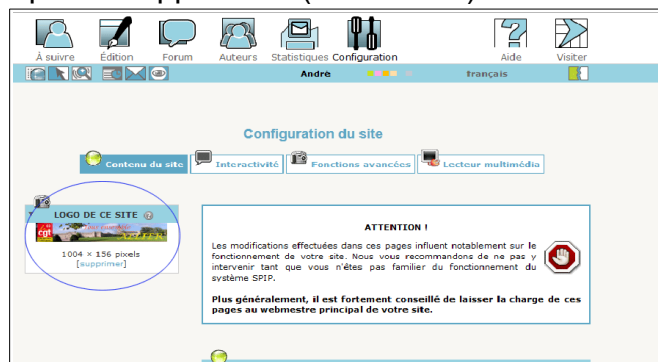 À suivre Édition Forum Auteurs Statistiques Configuration Aide Visiter
André français
Configuration du site
Contenu du site Interactivité Fonctions avancées Lecteur multimédia
LOGO DE CE SITE
cgt
1004 × 156 pixels
[supprimer]
ATTENTION !
Les modifications effectuées dans ces pages influent notablement sur le
fonctionnement de votre site. Nous vous recommandons de ne pas y
intervenir tant que vous n'êtes pas familier du fonctionnement du
système SPIP.
Plus généralement, il est fortement conseillé de laisser la charge de ces
pages au webmestre principal de votre site.